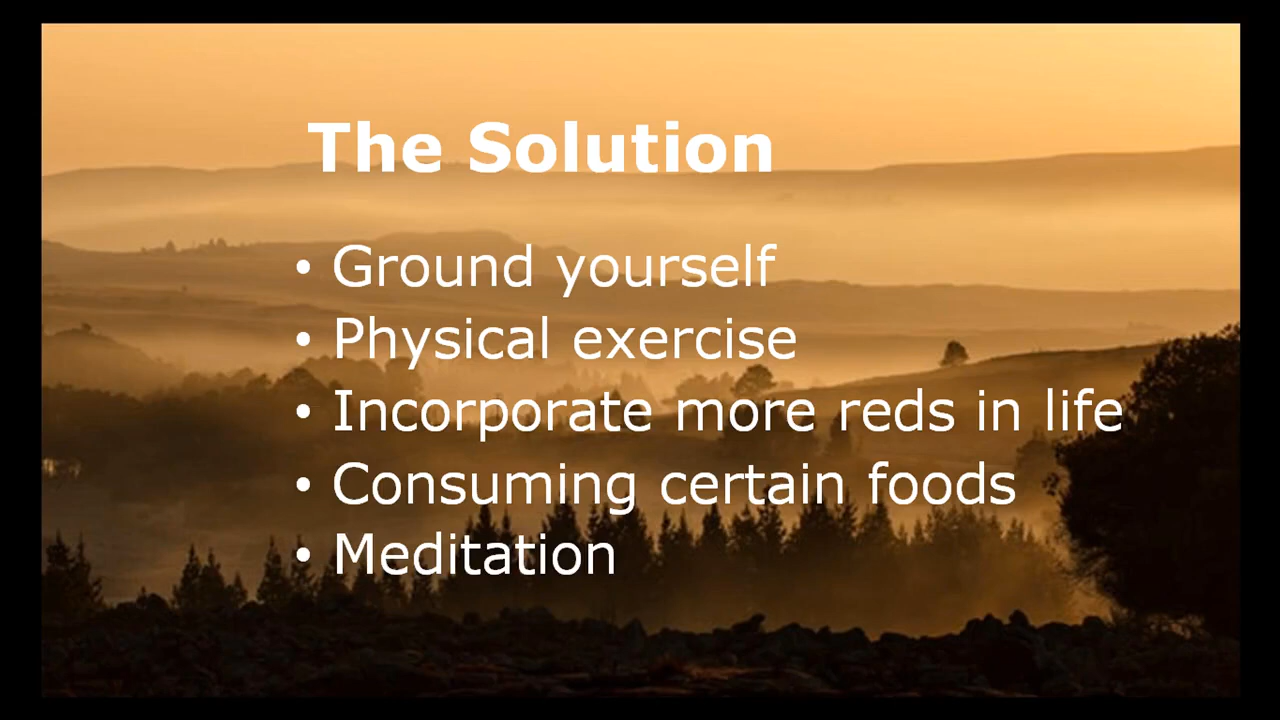 The Solution
• Ground yourself
• Physical exercise
• Incorporate more reds in life
• Consuming certain foods
• Meditation